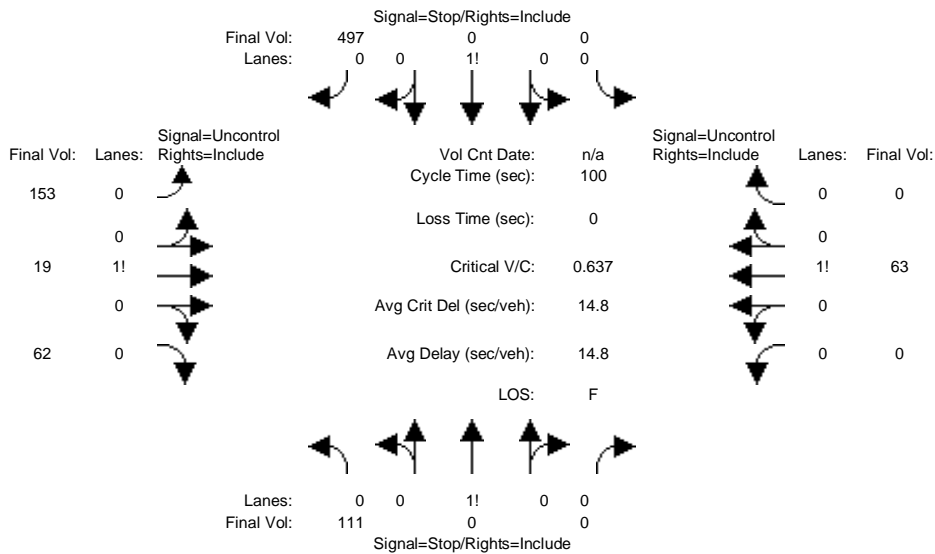 Signal=Stop/Rights=Include
Final Vol: 497 0 0
Lanes: 0 0 1! 0 0
Signal=Uncontrol
Final Vol: Lanes: Rights=Include
Vol Cnt Date: n/a
Signal=Uncontrol
Rights=Include Lanes: Final Vol:
Cycle Time (sec): 100
153 0
0 0
Loss Time (sec): 0
0
0
19 1!
Critical V/C: 0.637
1! 63
0
Avg Crit Del (sec/veh): 14.8
0
62 0
Avg Delay (sec/veh): 14.8
0 0
LOS: F
Lanes: 0 0 1! 0 0
Final Vol: 111 0 0
Signal=Stop/Rights=Include